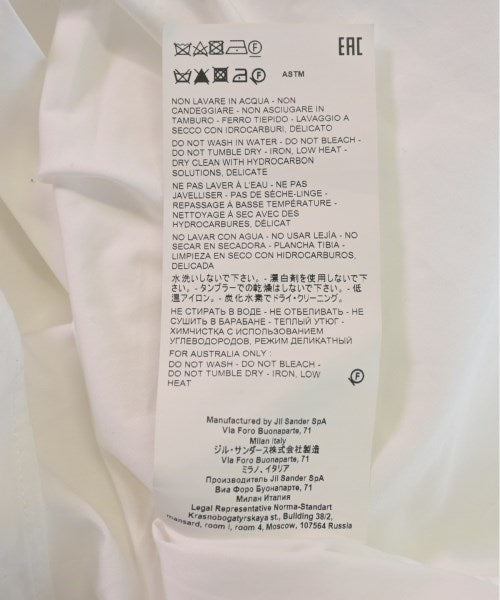 EAC
ASTM
NON LAVARE IN ACQUA - NON
CANDEGGIARE - NON ASCIUGARE IN
TAMBURO - FERRO TIEPIDO - LAVAGGIO A
SECCO CON IDROCARBURI, DELICATO
DO NOT WASH IN WATER - DO NOT BLEACH -
DO NOT TUMBLE DRY - IRON, LOW HEAT -
DRY CLEAN WITH HYDROCARBON
SOLUTIONS, DELICATE
NE PAS LAVER À L'EAU - NE PAS
JAVELLISER - PAS DE SÈCHE-LINGE -
REPASSAGE À BASSE TEMPÉRATURE -
NETTOYAGE À SEC AVEC DES
HYDROCARBURES, DÉLICAT
NO LAVAR CON AGUA - NO USAR LEJÍA - NO
SECAR EN SECADORA - PLANCHA TIBIA -
LIMPIEZA EN SECO CON HIDROCARBUROS,
DELICADA
水洗いしないで下さい。- 漂白剤を使用しないで下
さい。- タンブラーでの乾燥はしないで下さい。- 低
温アイロン。- 炭化水素でドライ・クリーニング。
НЕ СТИРАТЬ В ВОДЕ - НЕ ОТБЕЛИВАТЬ - НЕ
СУШИТЬ В БАРАБАНЕ - ТЕПЛЫЙ УТЮГ -
ХИМЧИСТКА С ИСПОЛЬЗОВАНИЕМ
УГЛЕВОДОРОДОВ, РЕЖИМ ДЕЛИКАТНЫЙ
FOR AUSTRALIA ONLY :
DO NOT WASH - DO NOT BLEACH -
DO NOT TUMBLE DRY - IRON, LOW
HEAT
Manufactured by Jil Sander SpA
Via Foro Buonaparte, 71
Milan Italy
ジル・サンダース株式会社製造
Via Foro Buonaparte, 71
ミラノ、イタリア
Производитель Jil Sander SpA
Виа Форо Буонапарте, 71
Милан Италия
Legal Representative Norma-Standart
Krasnobogatyrskaya st., Building 38/2,
mansard, room I, room 4, Moscow, 107564 Russia